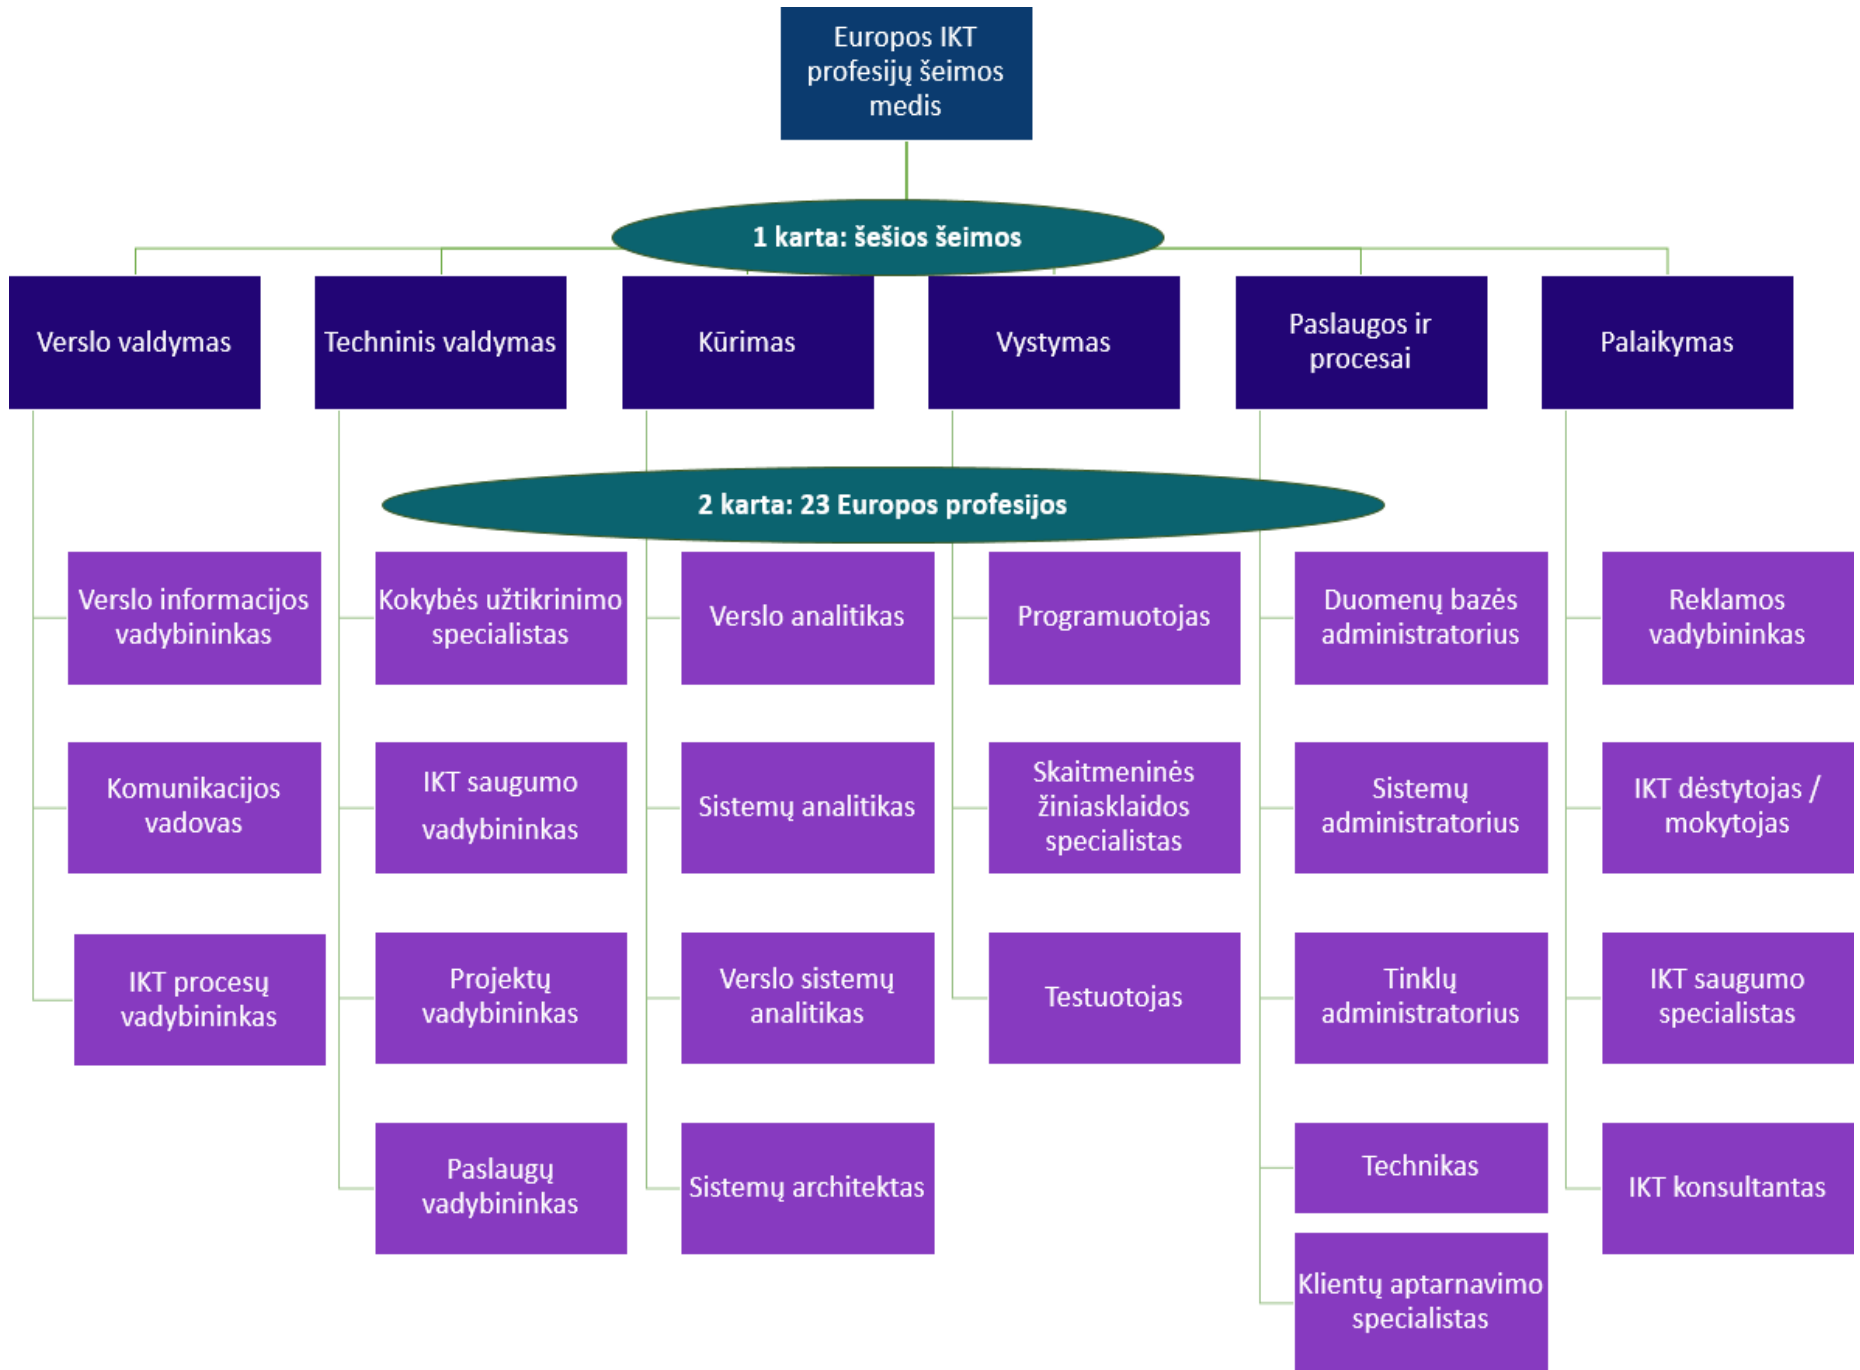 Europos IKT
profesijų šeimos
medis
1 karta: šešios šeimos
Verslo valdymas
Techninis valdymas
Kūrimas
Vystymas
Paslaugos ir
procesai
Palaikymas
2 karta: 23 Europos profesijos
Verslo informacijos
vadybininkas
Komunikacijos
vadovas
IKT procesų
vadybininkas
Kokybės užtikrinimo
specialistas
IKT saugumo
vadybininkas
Projektų
vadybininkas
Paslaugų
vadybininkas
Verslo analitikas
Sistemų analitikas
Verslo sistemų
analitikas
Sistemų architektas
Programuotojas
Skaitmeninės
žiniasklaidos
specialistas
Testuotojas
Duomenų bazės
administratorius
Sistemų
administratorius
Tinklų
administratorius
Technikas
Klientų aptarnavimo
specialistas
Reklamos
vadybininkas
IKT dėstytojas /
mokytojas
IKT saugumo
specialistas
IKT konsultantas